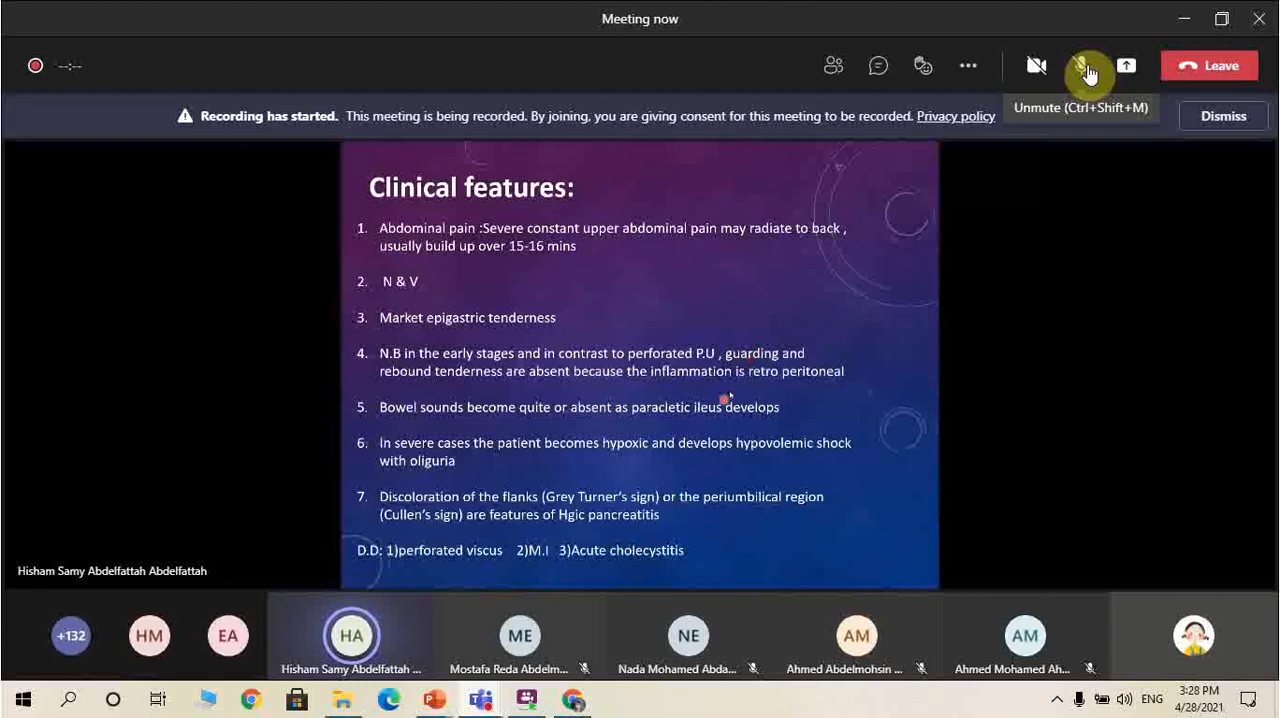 Meeting now
--:--
Leave
Recording has started. This meeting is being recorded. By joining, you are giving consent for this meeting to be recorded. Privacy policy
Unmute (Ctrl+Shift+M)
Dismiss
Clinical features:
1. Abdominal pain :Severe constant upper abdominal pain may radiate to back ,
usually build up over 15-16 mins
2. N & V
3. Market epigastric tenderness
4. N.B in the early stages and in contrast to perforated P.U , guarding and
rebound tenderness are absent because the inflammation is retro peritoneal
5. Bowel sounds become quite or absent as paracletic ileus develops
6. In severe cases the patient becomes hypoxic and develops hypovolemic shock
with oliguria
7. Discoloration of the flanks (Grey Turner's sign) or the periumbilical region
(Cullen's sign) are features of Hgic pancreatitis
D.D: 1)perforated viscus 2)M.I 3)Acute cholecystitis
Hisham Samy Abdelfattah Abdelfattah
+132 HM EA HA ME NE AM AM
Hisham Samy Abdelfattah ... Mostafa Reda Abdelm... Nada Mohamed Abda... Ahmed Abdelmohsin ... Ahmed Mohamed Ah...
ENG
3:28 PM
4/28/2021